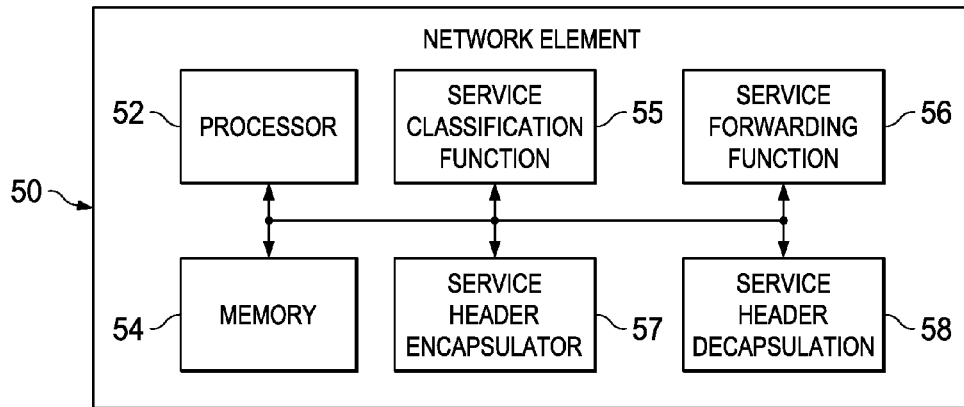 NETWORK ELEMENT
52
PROCESSOR
SERVICE
CLASSIFICATION
FUNCTION
55
SERVICE
FORWARDING
FUNCTION
56
50
54
MEMORY
SERVICE
HEADER
ENCAPSULATOR
57
SERVICE
HEADER
DECAPSULATION
58